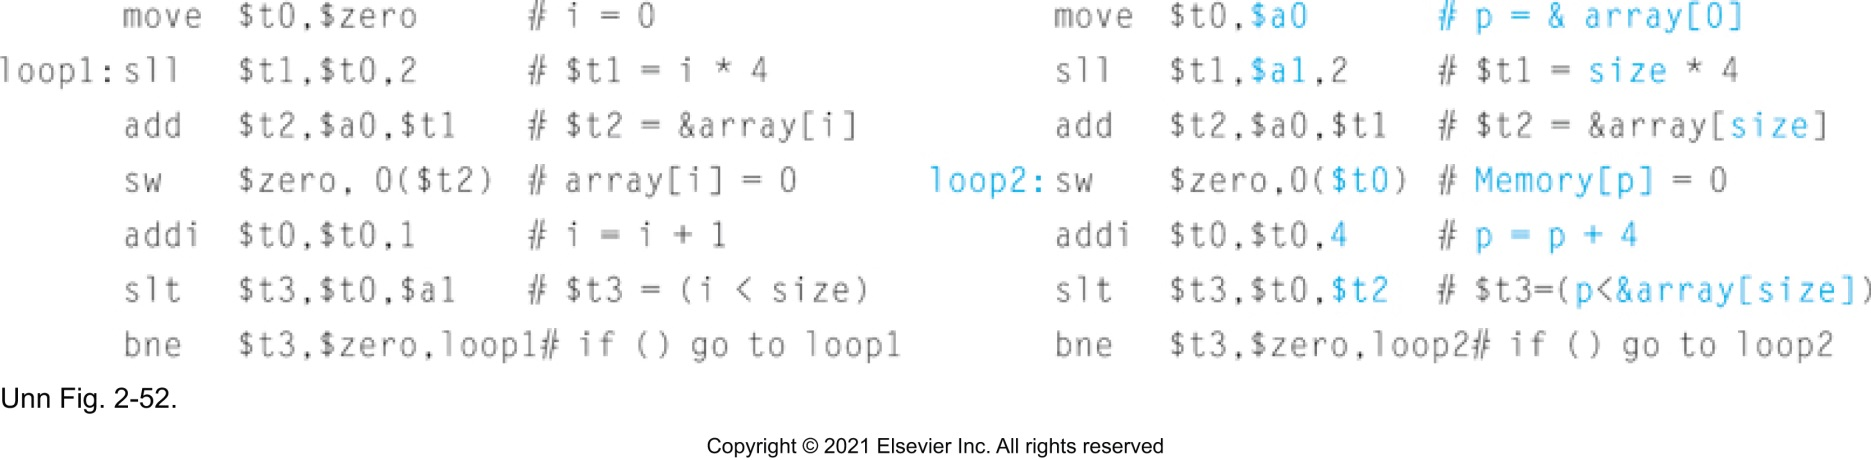 move $t0,$zero # i = 0
loop1: sll $t1,$t0,2 # $t1 = i * 4
add $t2,$a0,$t1 # $t2 = &array[i]
sw $zero, 0($t2) # array[i] = 0
addi $t0,$t0,1 # i = i + 1
slt $t3,$t0,$a1 # $t3 = (i < size)
bne $t3,$zero,loop1# if () go to loop1
move $t0,$a0 # p = & array[0]
sll $t1,$a1,2 # $t1 = size * 4
add $t2,$a0,$t1 # $t2 = &array[size]
loop2: sw $zero,0($t0) # Memory[p] = 0
addi $t0,$t0,4 # p = p + 4
slt $t3,$t0,$t2 # $t3=(p<&array[size])
bne $t3,$zero,loop2# if () go to loop2
Unn Fig. 2-52.
Copyright © 2021 Elsevier Inc. All rights reserved